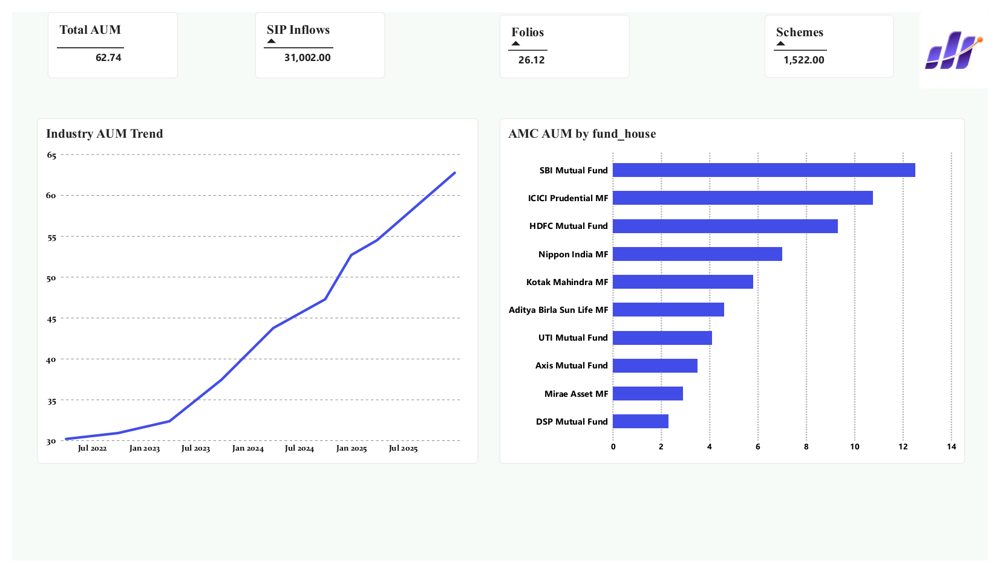 Total AUM
62.74
SIP Inflows
31,002.00
Folios
26.12
Schemes
1,522.00
Industry AUM Trend
65
60
55
50
45
40
35
30
Jul 2022 Jan 2023 Jul 2023 Jan 2024 Jul 2024 Jan 2025 Jul 2025
AMC AUM by fund_house
SBI Mutual Fund
ICICI Prudential MF
HDFC Mutual Fund
Nippon India MF
Kotak Mahindra MF
Aditya Birla Sun Life MF
UTI Mutual Fund
Axis Mutual Fund
Mirae Asset MF
DSP Mutual Fund
0 2 4 6 8 10 12 14